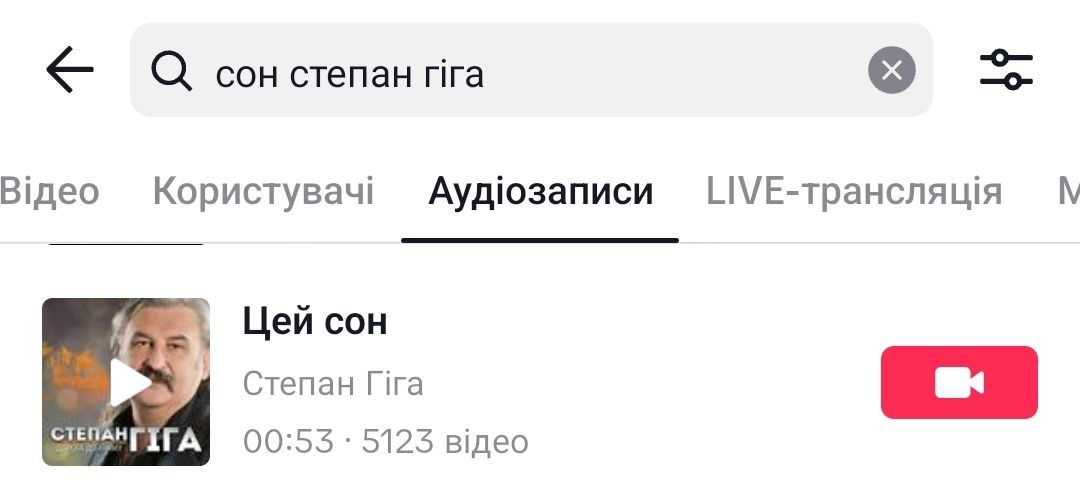 сон степан гіга
Відео Користувачі Аудіозаписи LIVE-трансляція
Цей сон
Степан Гіга
00:53 · 5123 відео
СТЕПАН ГІГА